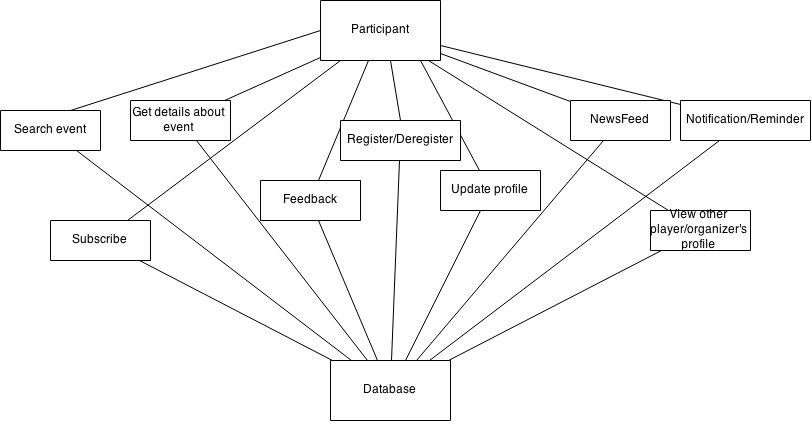 Participant
Search event
Get details about
event
Register/Deregister
NewsFeed
Notification/Reminder
Feedback
Update profile
Subscribe
View other
player/organizer's
profile
Database